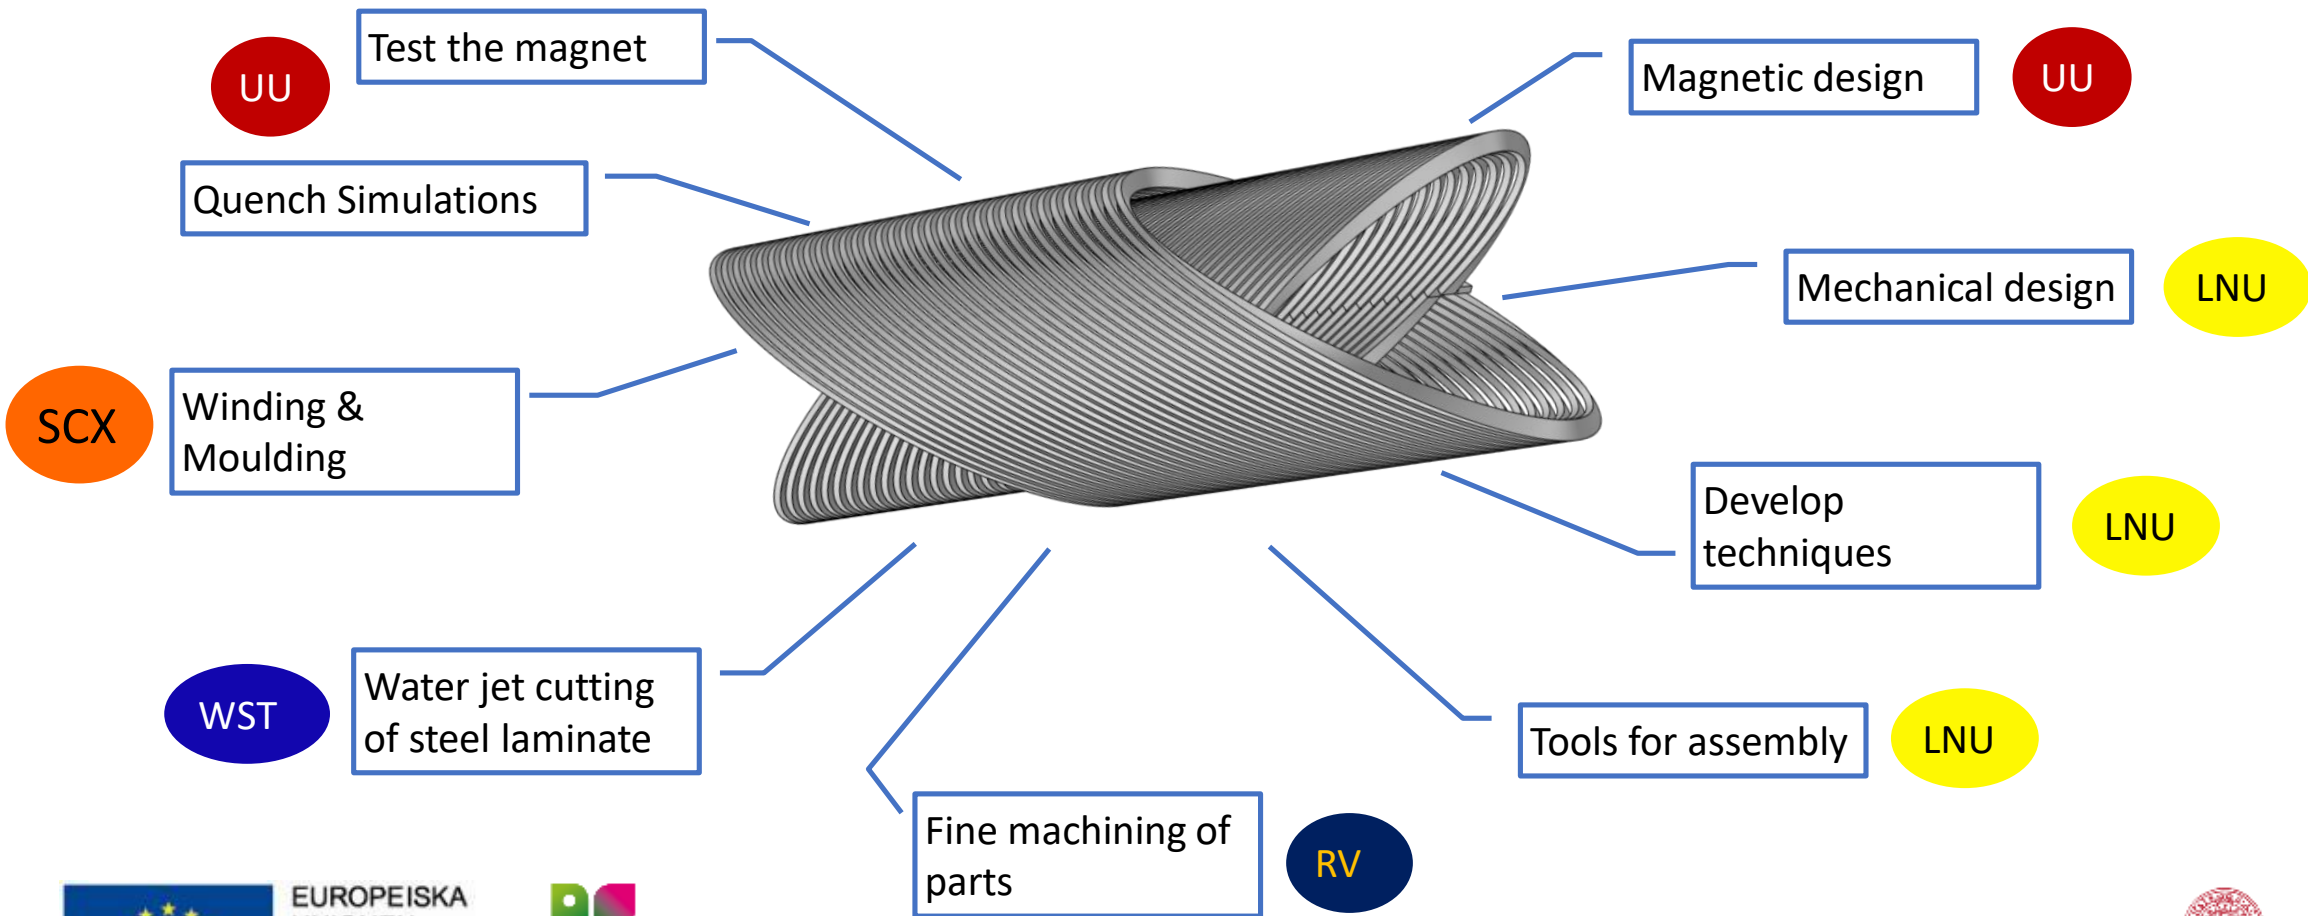 Test the magnet
UU
Magnetic design
UU
Quench Simulations
Mechanical design
LNU
SCX
Winding &
Moulding
Develop
techniques
LNU
WST
Water jet cutting
of steel laminate
Tools for assembly
LNU
Fine machining of
parts
RV
EUROPEISKA